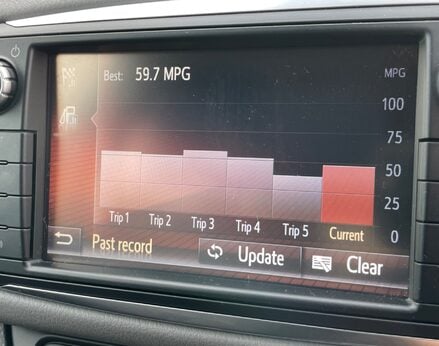 Best: 59.7 MPG
MPG
100
75
50
25
0
Trip 1 Trip 2 Trip 3 Trip 4 Trip 5 Current
Past record
Update
Clear